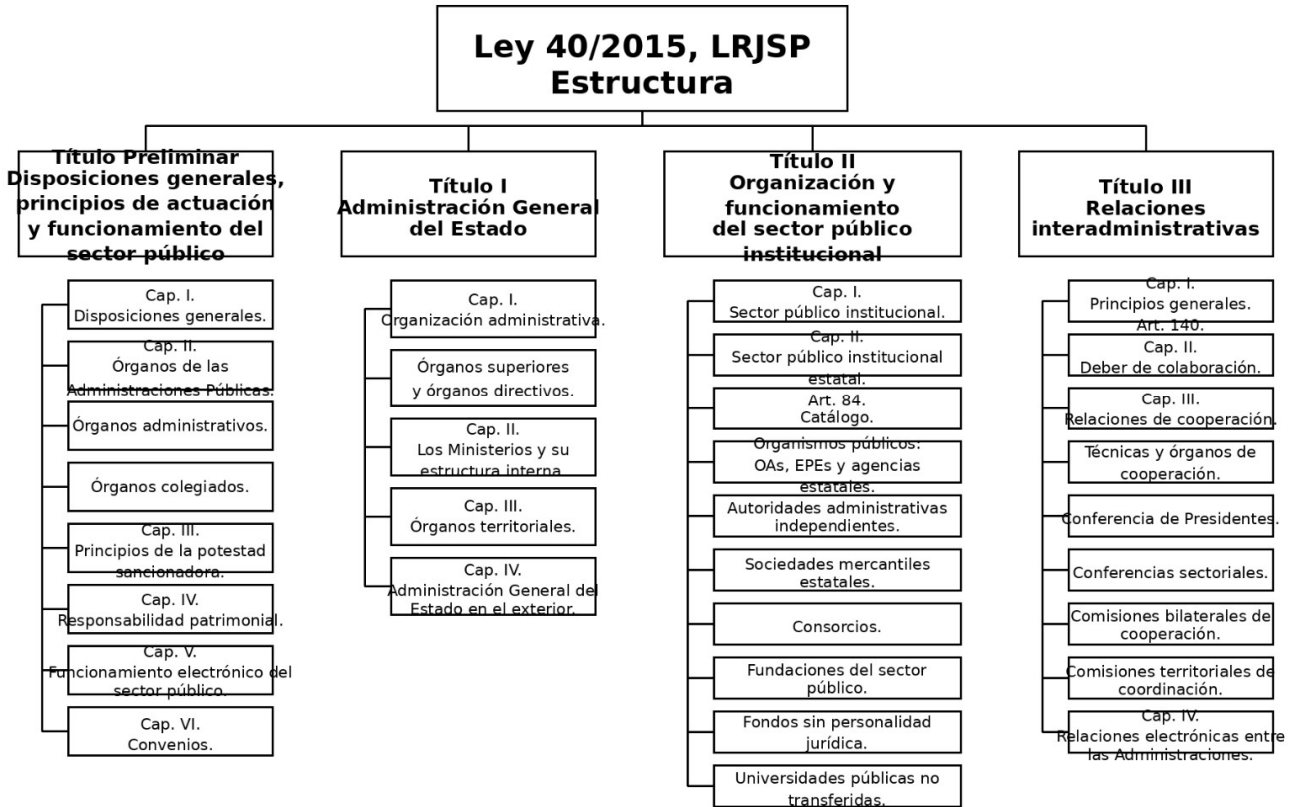 Ley 40/2015, LRJSP
Estructura
Título Preliminar
Disposiciones generales,
principios de actuación
y funcionamiento del
sector público
Cap. I.
Disposiciones generales.
Cap. II.
Órganos de las
Administraciones Públicas.
Órganos administrativos.
Órganos colegiados.
Cap. III.
Principios de la potestad
sancionadora.
Cap. IV.
Responsabilidad patrimonial.
Cap. V.
Funcionamiento electrónico del
sector público.
Cap. VI.
Convenios.
Título I
Administración General
del Estado
Cap. I.
Organización administrativa.
Órganos superiores
y órganos directivos.
Cap. II.
Los Ministerios y su
estructura interna.
Cap. III.
Órganos territoriales.
Cap. IV.
Administración General del
Estado en el exterior.
Título II
Organización y
funcionamiento
del sector público
institucional
Cap. I.
Sector público institucional.
Cap. II.
Sector público institucional
estatal.
Art. 84.
Catálogo.
Organismos públicos:
OAs, EPEs y agencias
estatales.
Autoridades administrativas
independientes.
Sociedades mercantiles
estatales.
Consorcios.
Fundaciones del sector
público.
Fondos sin personalidad
jurídica.
Universidades públicas no
transferidas.
Título III
Relaciones
interadministrativas
Cap. I.
Principios generales.
Art. 140.
Cap. II.
Deber de colaboración.
Cap. III.
Relaciones de cooperación.
Técnicas y órganos de
cooperación.
Conferencia de Presidentes.
Conferencias sectoriales.
Comisiones bilaterales de
cooperación.
Comisiones territoriales de
coordinación.
Cap. IV.
Relaciones electrónicas entre
las Administraciones.